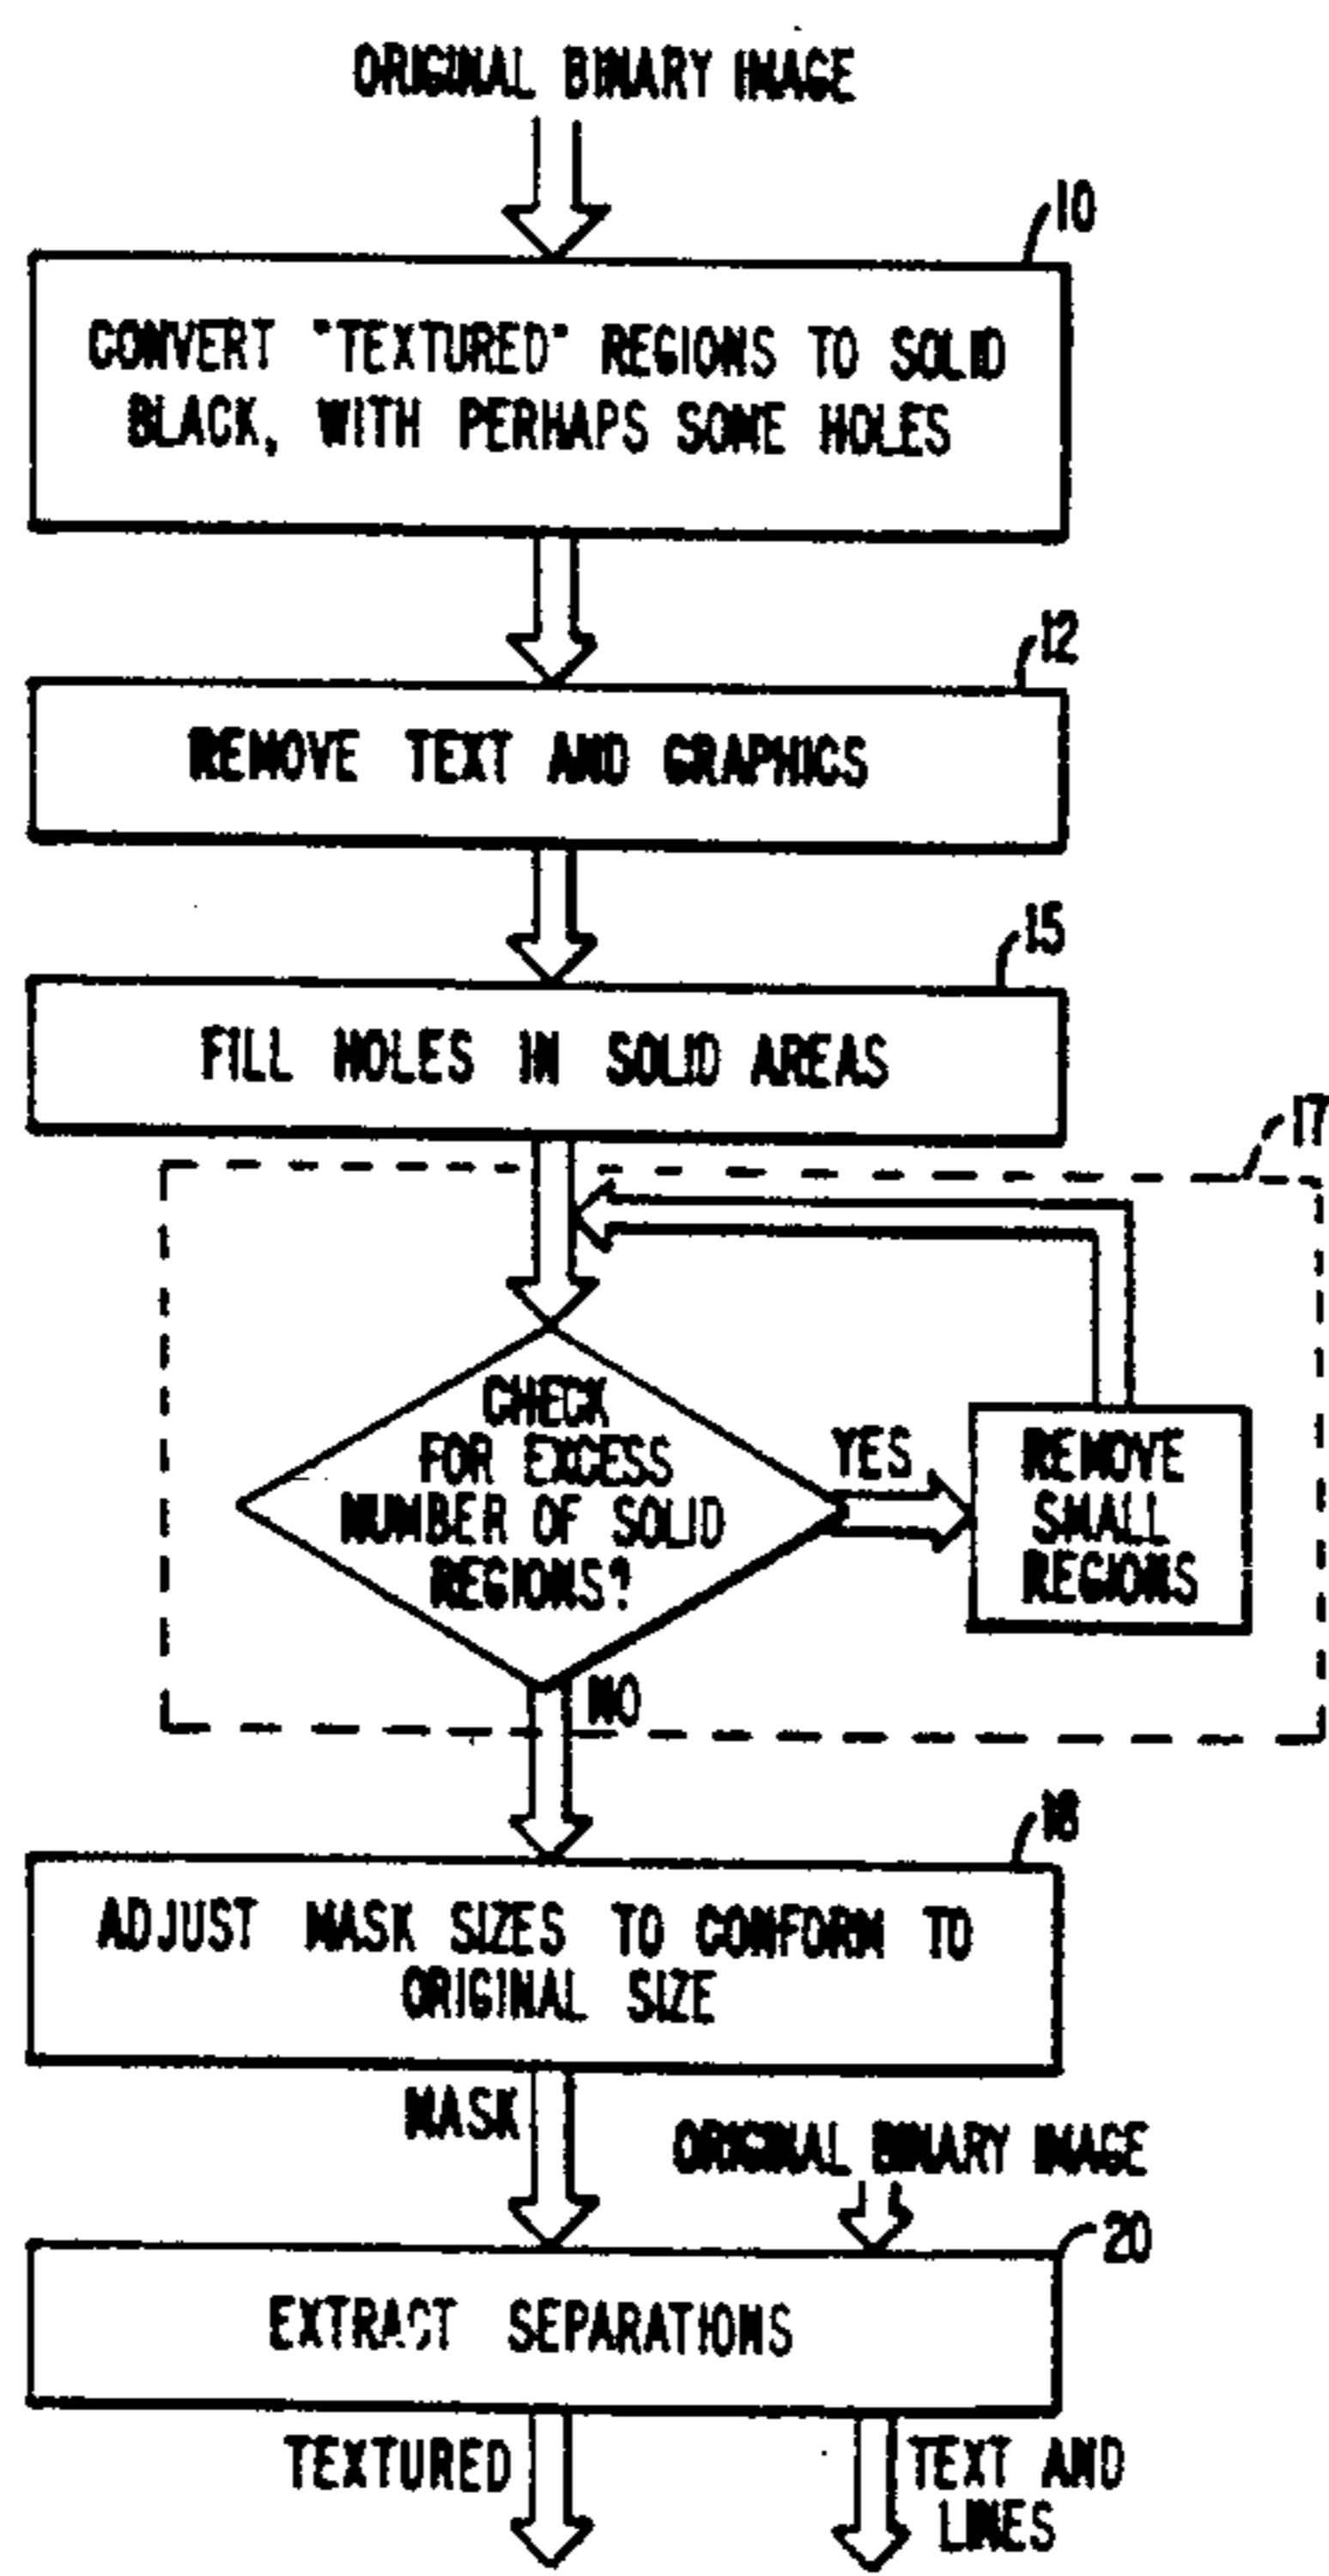 ORIGINAL BINARY IMAGE
10
CONVERT "TEXTURED" REGIONS TO SOLID
BLACK, WITH PERHAPS SOME HOLES
12
REMOVE TEXT AND GRAPHICS
15
FILL HOLES IN SOLID AREAS
17
CHECK
FOR EXCESS
NUMBER OF SOLID
REGIONS?
YES
REMOVE
SMALL
REGIONS
NO
18
ADJUST MASK SIZES TO CONFORM TO
ORIGINAL SIZE
MASK
ORIGINAL BINARY IMAGE
20
EXTRACT SEPARATIONS
TEXTURED
TEXT AND
LINES